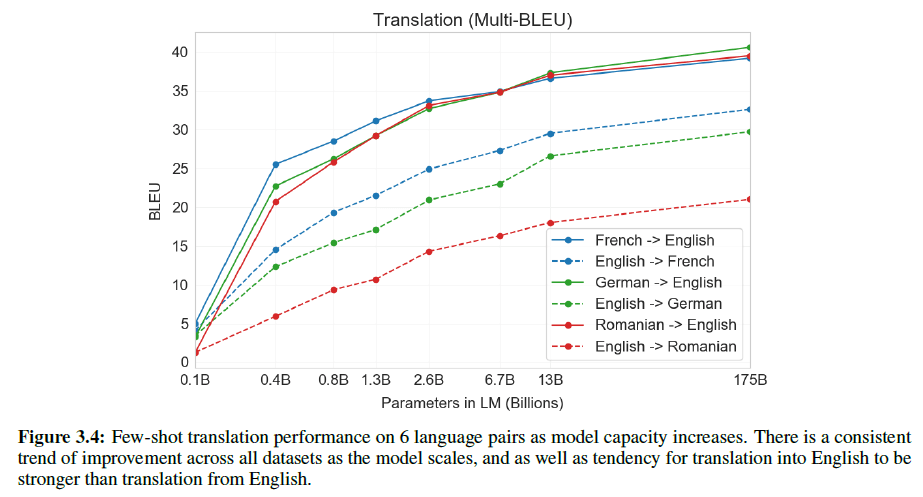 Translation (Multi-BLEU)
40
35
30
25
20
15
10
5
0
BLEU
French -> English
English -> French
German -> English
English -> German
Romanian -> English
English -> Romanian
0.1B 0.4B 0.8B 1.3B 2.6B 6.7B 13B 175B
Parameters in LM (Billions)
Figure 3.4: Few-shot translation performance on 6 language pairs as model capacity increases. There is a consistent
trend of improvement across all datasets as the model scales, and as well as tendency for translation into English to be
stronger than translation from English.